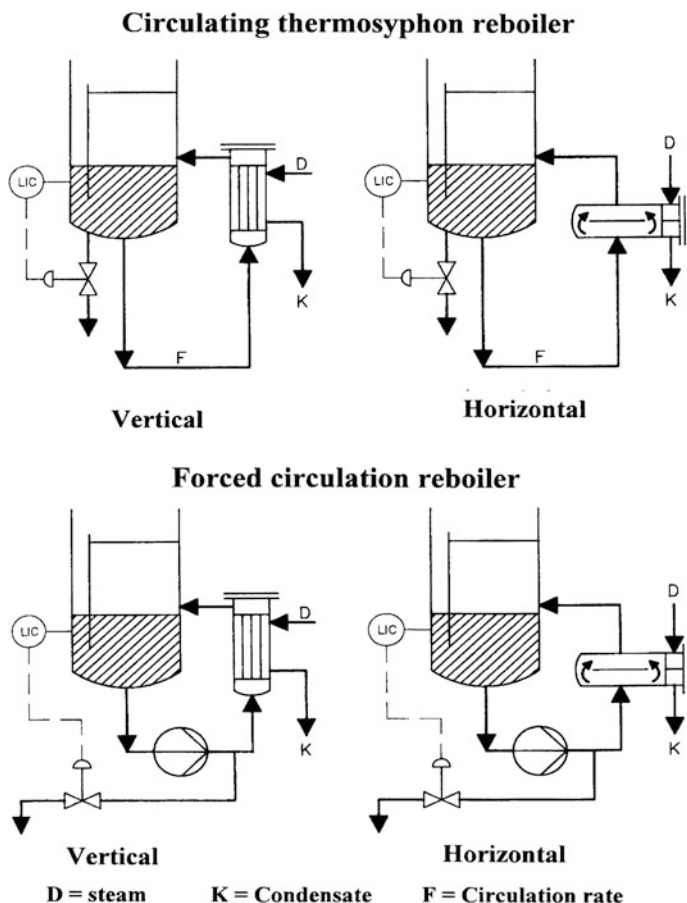 Circulating thermosyphon reboiler
LIC
D
K
F
LIC
D
K
F
Vertical
Horizontal
Forced circulation reboiler
LIC
D
K
LIC
D
K
Vertical
Horizontal
D = steam K = Condensate F = Circulation rate